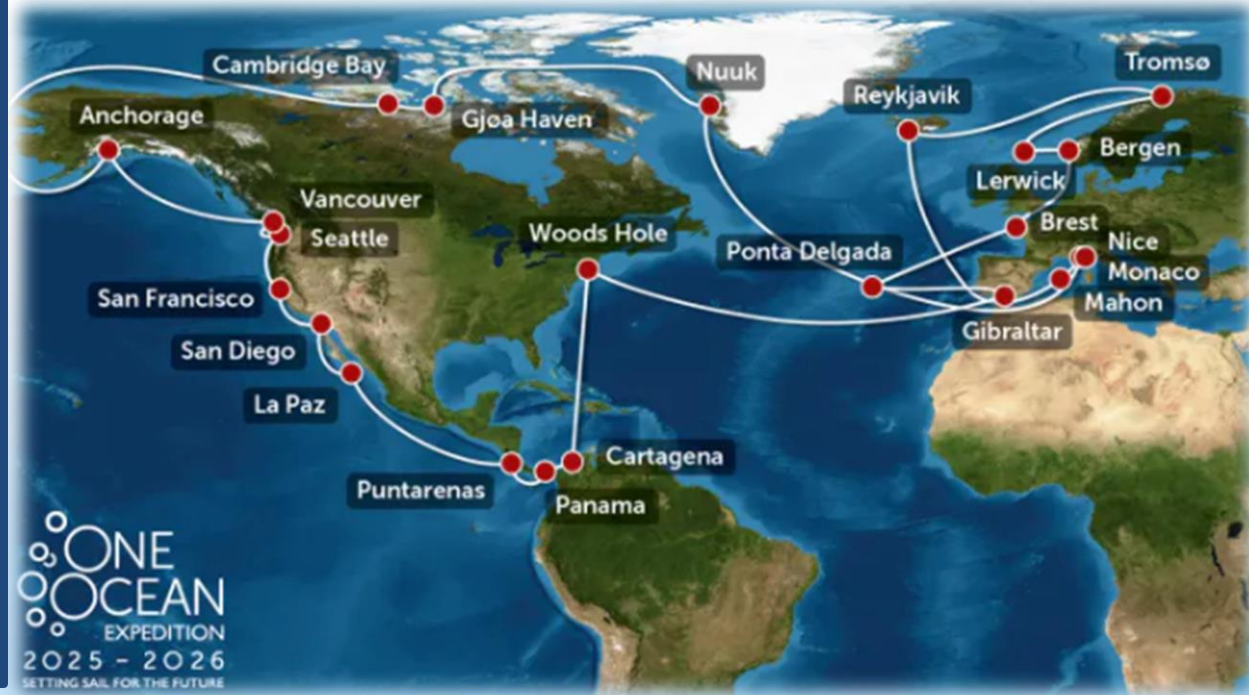 Cambridge Bay
Nuuk
Tromsø
Reykjavik
Anchorage
Gjøa Haven
Bergen
Lerwick
Vancouver
Brest
Seattle
Woods Hole
Ponta Delgada
Nice
Monaco
San Francisco
Mahon
Gibraltar
San Diego
La Paz
Cartagena
Puntarenas
Panama
ONE
OCEAN
EXPEDITION
2025 – 2026
SETTING SAIL FOR THE FUTURE